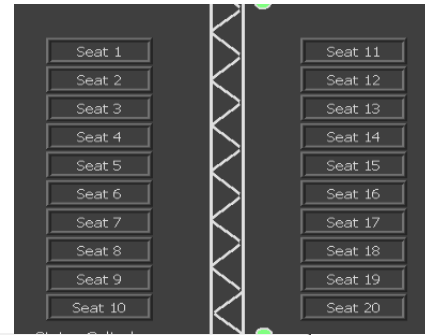 Seat 1
Seat 2
Seat 3
Seat 4
Seat 5
Seat 6
Seat 7
Seat 8
Seat 9
Seat 10
Seat 11
Seat 12
Seat 13
Seat 14
Seat 15
Seat 16
Seat 17
Seat 18
Seat 19
Seat 20